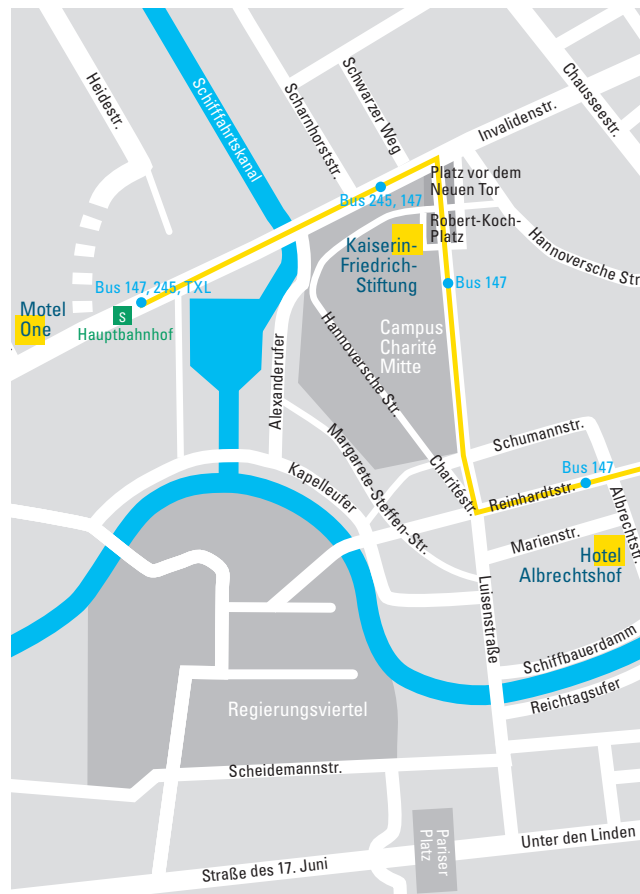 Heidestr.
Schifffahrtskanal
Scharnhorststr.
Schwarzer Weg
Chausseestr.
Invalidenstr.
Platz vor dem
Neuen Tor
Bus 245, 147
Robert-Koch-
Platz
Kaiserin-
Friedrich-
Stiftung
Hannoversche Str.
Bus 147
Bus 147, 245, TXL
Motel
One
S
Hauptbahnhof
Campus
Charité
Mitte
Alexanderufer
Hannoversche Str.
Margarete-Steffen-Str.
Kapelleufer
Charitéstr.
Schumannstr.
Bus 147
Reinhardtstr.
Albrechtstr.
Marienstr.
Hotel
Albrechtshof
Luisenstraße
Schiffbauerdamm
Reichtagsufer
Regierungsviertel
Scheidemannstr.
Pariser
Platz
Unter den Linden
Straße des 17. Juni